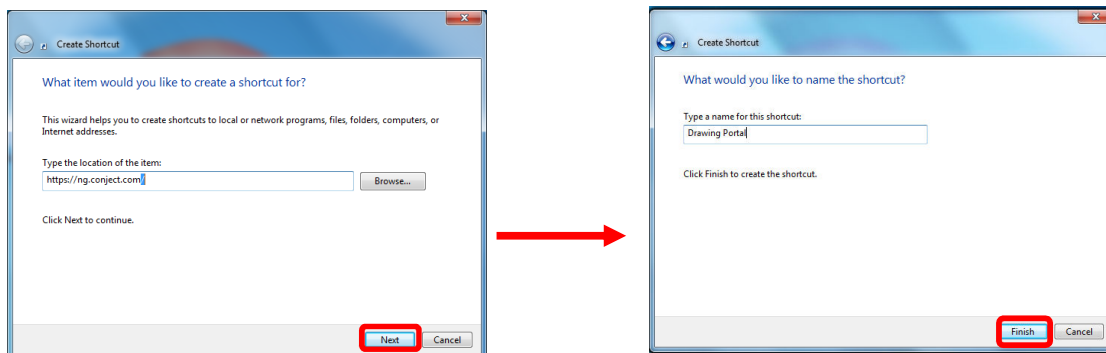 Create Shortcut
What item would you like to create a shortcut for?
This wizard helps you to create shortcuts to local or network programs, files, folders, computers, or
Internet addresses.
Type the location of the item:
https://ng.conject.com/
Browse...
Click Next to continue.
Next
Cancel
Create Shortcut
What would you like to name the shortcut?
Type a name for this shortcut:
Drawing Portal
Click Finish to create the shortcut.
Finish
Cancel